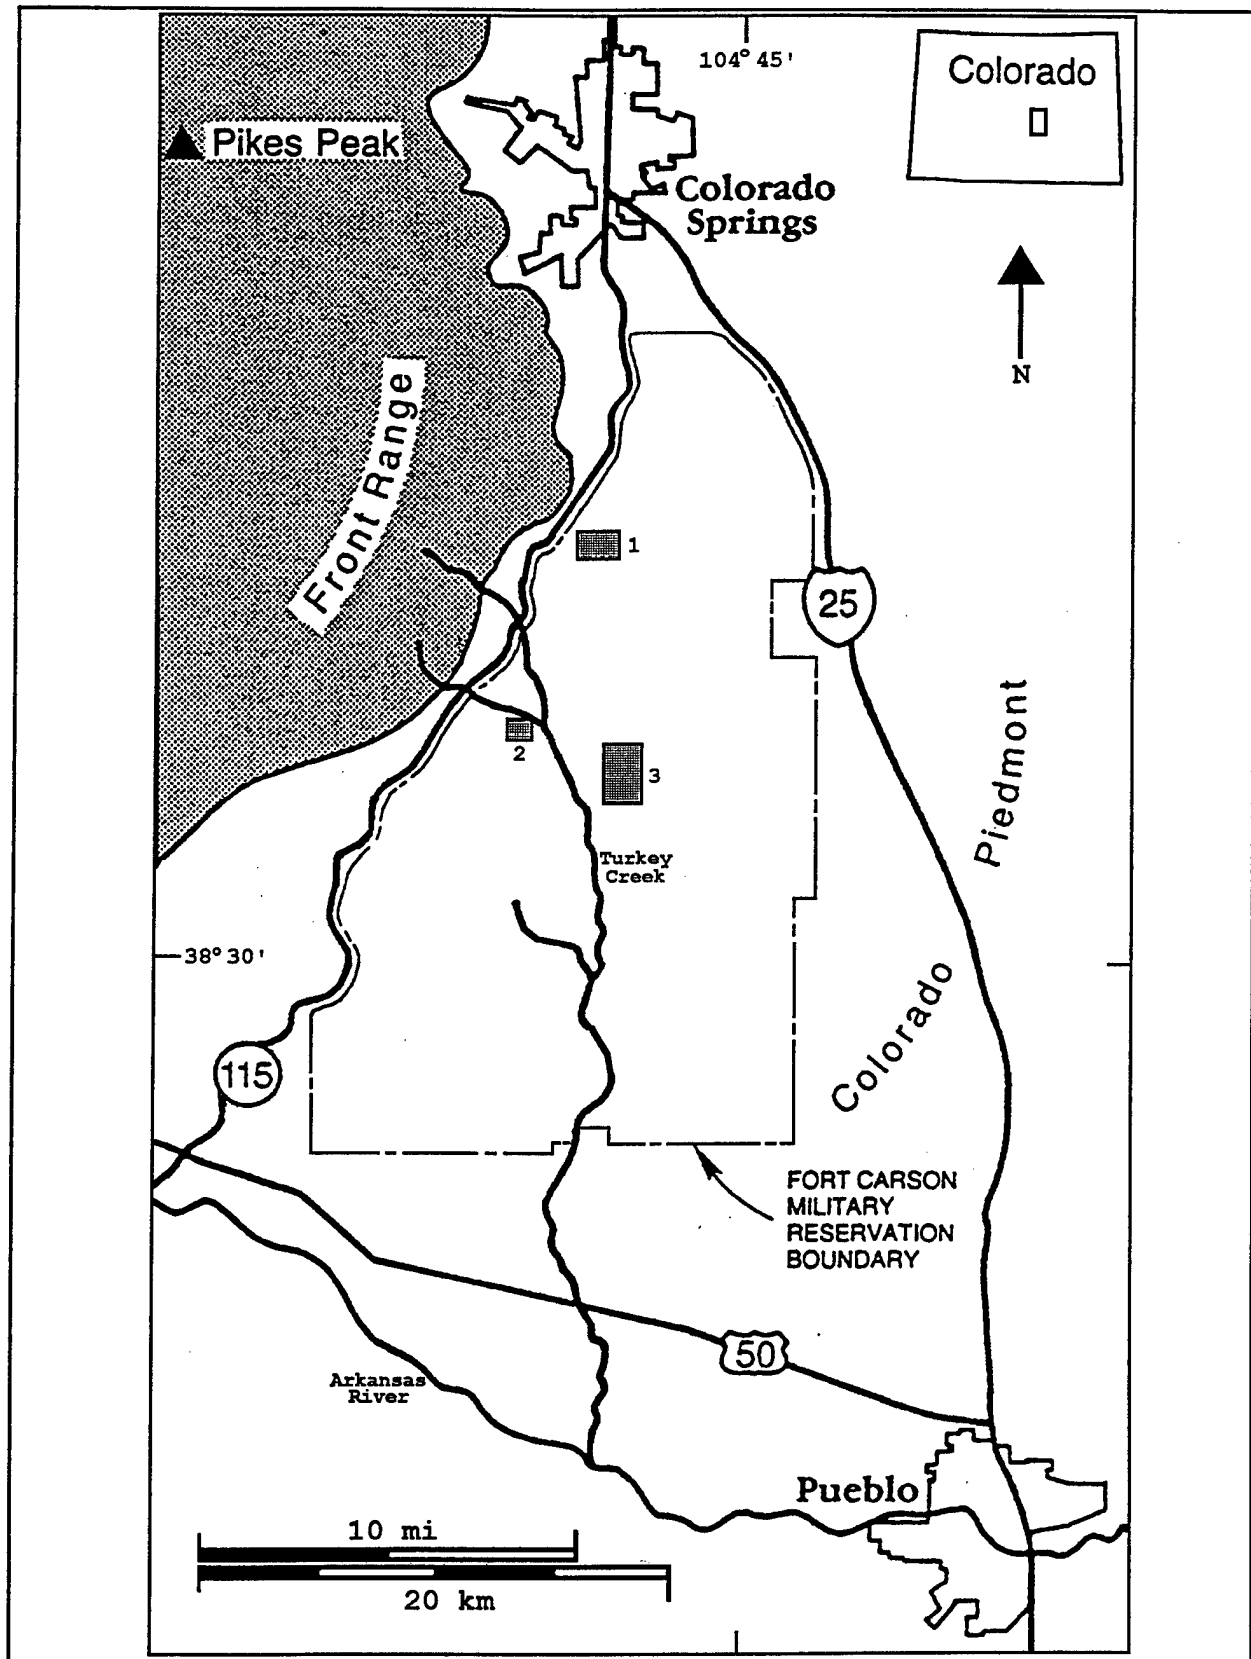 104° 45'
Colorado
Pikes Peak
Colorado
Springs
N
Front Range
1
25
2
3
Piedmont
Turkey
Creek
38° 30'
Colorado
115
FORT CARSON
MILITARY
RESERVATION
BOUNDARY
50
Arkansas
River
Pueblo
10 mi
20 km